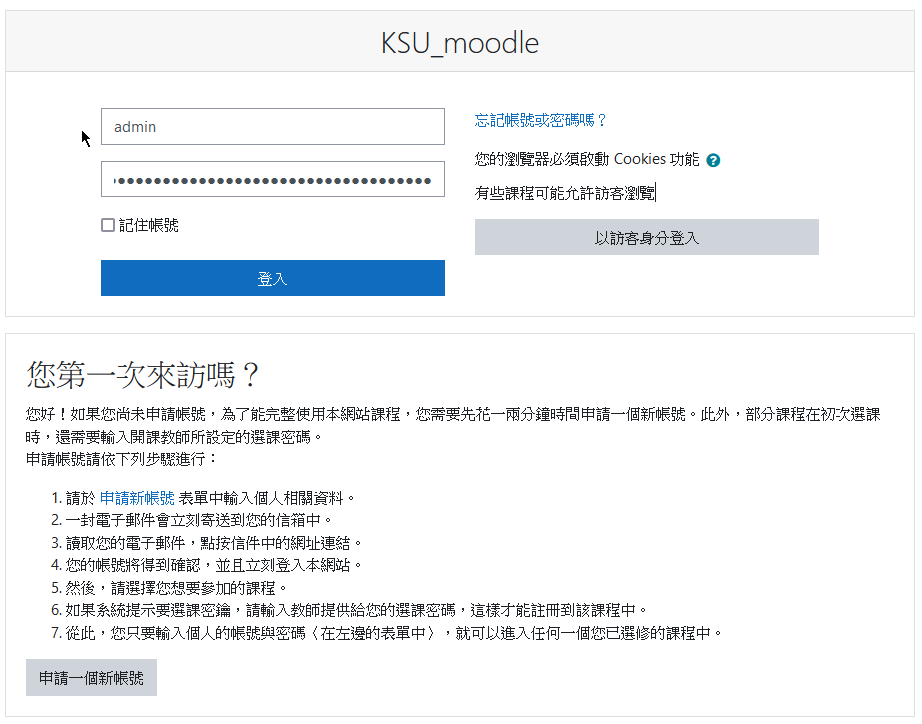 KSU_moodle
admin
●●●●●●●●●●●●●●●●●●●●●●●●●●●●●●●●●●●
記住帳號
登入
忘記帳號或密碼嗎？
您的瀏覽器必須啟動 Cookies 功能 ?
有些課程可能允許訪客瀏覽
以訪客身分登入
您第一次來訪嗎？
您好！如果您尚未申請帳號，為了能完整使用本網站課程，您需要先花一兩分鐘時間申請一個新帳號。此外，部分課程在初次選課
時，還需要輸入開課教師所設定的選課密碼。
申請帳號請依下列步驟進行：
1. 請於 申請新帳號 表單中輸入個人相關資料。
2. 一封電子郵件會立刻寄送到您的信箱中。
3. 讀取您的電子郵件，點按信件中的網址連結。
4. 您的帳號將得到確認，並且立刻登入本網站。
5. 然後，請選擇您想要參加的課程。
6. 如果系統提示要選課密鑰，請輸入教師提供給您的選課密碼，這樣才能註冊到該課程中。
7. 從此，您只要輸入個人的帳號與密碼〈在左邊的表單中〉，就可以進入任何一個您已選修的課程中。
申請一個新帳號